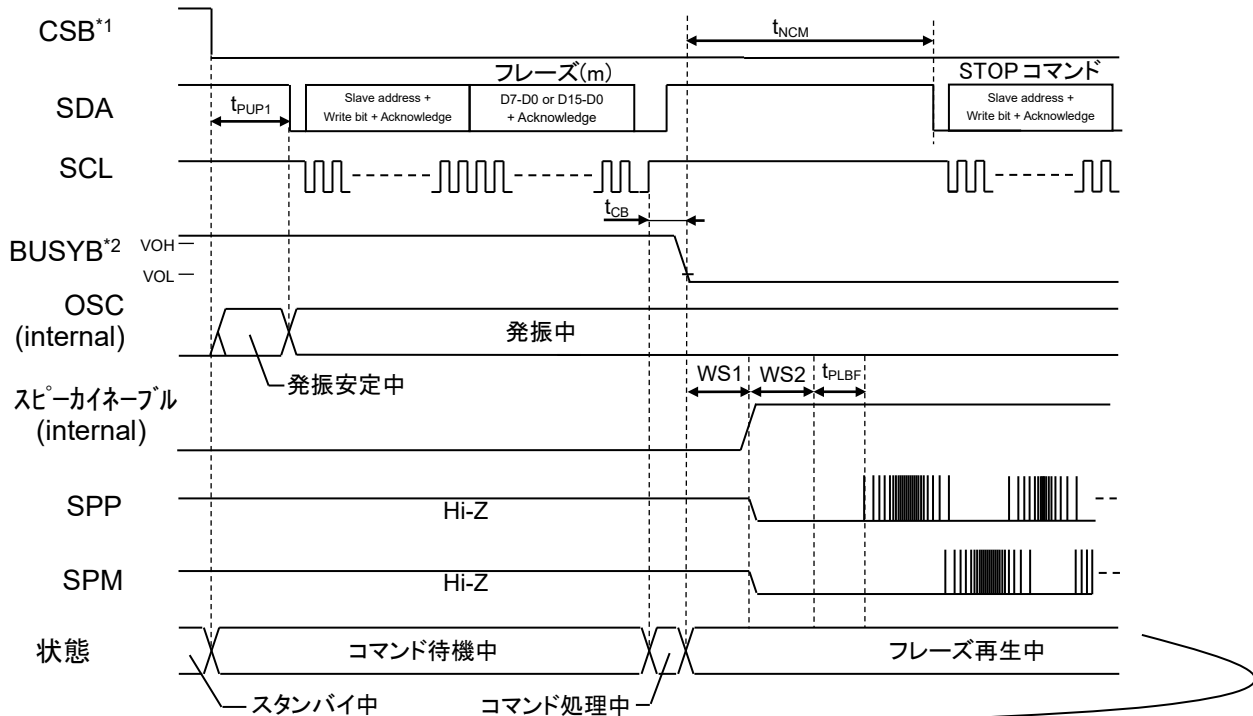 CSB*1
tNCM
フレーズ(m)
STOPコマンド
SDA
tPUP1
Slave address +
Write bit + Acknowledge
D7-D0 or D15-D0
+ Acknowledge
Slave address +
Write bit + Acknowledge
SCL
tCB
BUSYB*2
VOH
VOL
OSC
(internal)
発振中
発振安定中
WS1
WS2
tPLBF
スピーカイネーブル
(internal)
SPP
Hi-Z
SPM
Hi-Z
状態
コマンド待機中
フレーズ再生中
スタンバイ中
コマンド処理中